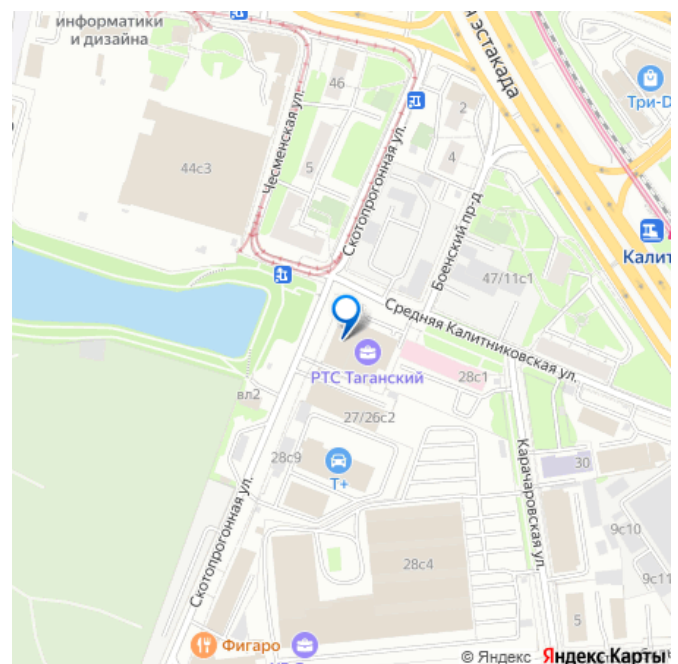 информатики
и дизайна
эстакада
46
2
Три-D
Чесменская ул.
44с3
5
4
Скотопрогонная ул.
Боенский пр-д
Калит
47/11с1
Средняя Калитниковская ул.
РТС Таганский
28с1
вл2
27/26с2
28с9
Т+
30
Карачаровская ул.
9с10
Скотопрогонная ул.
28с4
9с11
5
Фигаро
© Яндекс Яндекс Карты